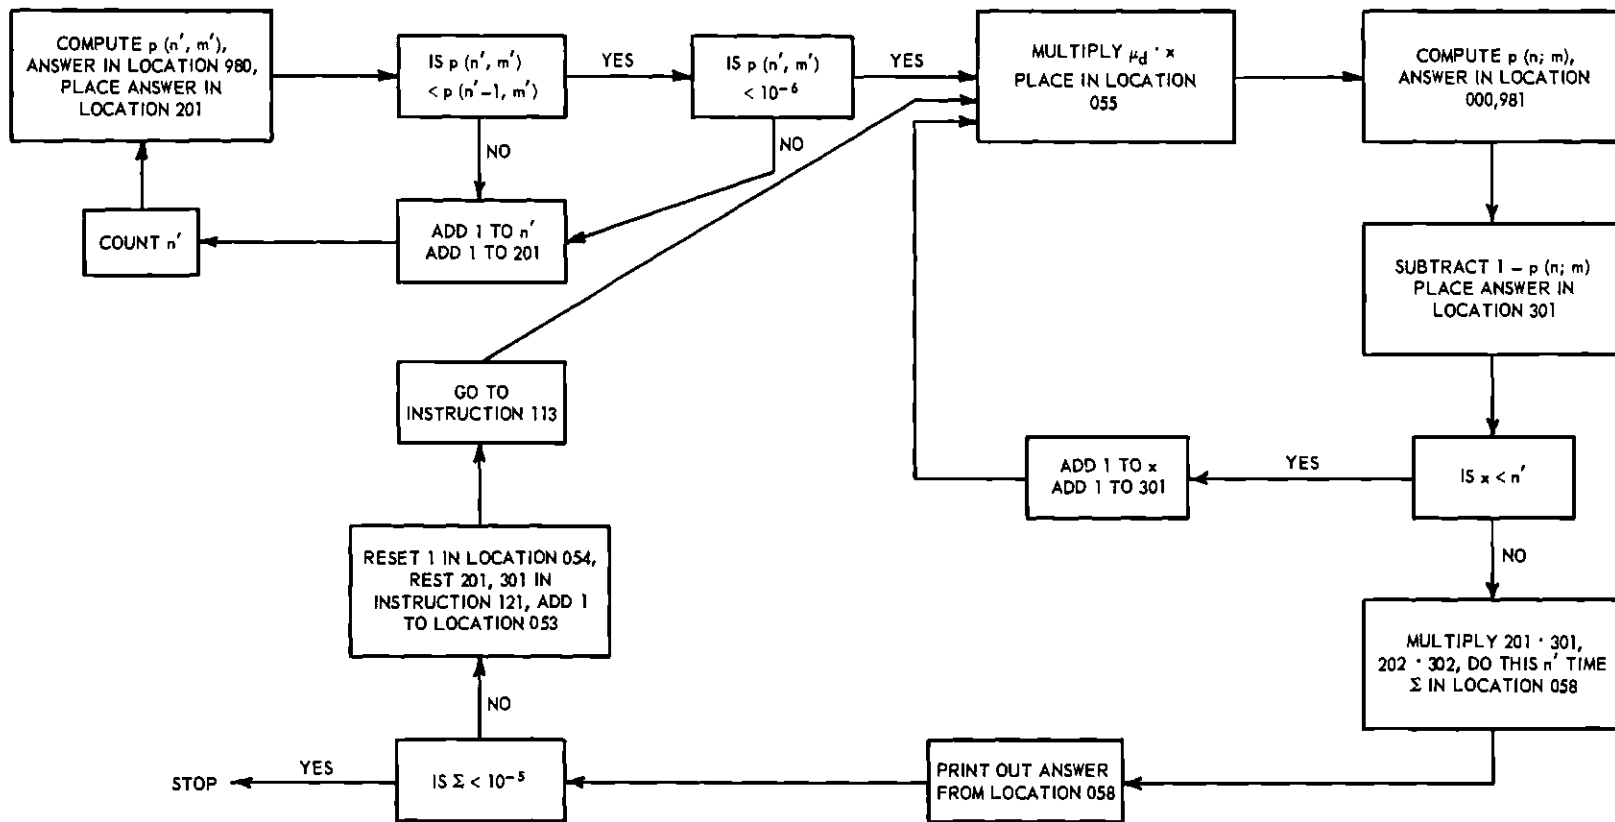 COMPUTE p (n′, m′),
ANSWER IN LOCATION 980,
PLACE ANSWER IN
LOCATION 201
IS p (n′, m′)
< p (n′−1, m′)
YES
IS p (n′, m′)
< 10⁻⁶
YES
MULTIPLY μd · x
PLACE IN LOCATION
055
COMPUTE p (n; m),
ANSWER IN LOCATION
000,981
NO
NO
COUNT n′
ADD 1 TO n′
ADD 1 TO 201
SUBTRACT 1 − p (n; m)
PLACE ANSWER IN
LOCATION 301
GO TO
INSTRUCTION 113
ADD 1 TO x
ADD 1 TO 301
YES
IS x < n′
NO
RESET 1 IN LOCATION 054,
REST 201, 301 IN
INSTRUCTION 121, ADD 1
TO LOCATION 053
MULTIPLY 201 · 301,
202 · 302, DO THIS n′ TIME
Σ IN LOCATION 058
NO
STOP
YES
IS Σ < 10⁻⁵
PRINT OUT ANSWER
FROM LOCATION 058